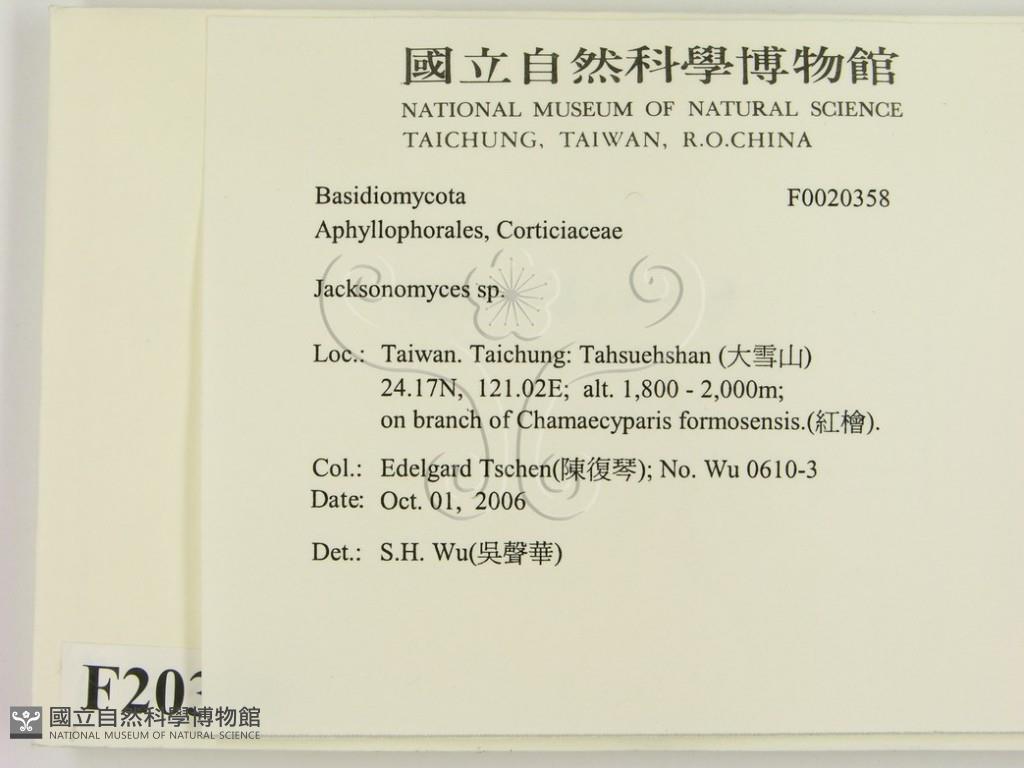 國立自然科學博物館
NATIONAL MUSEUM OF NATURAL SCIENCE
TAICHUNG, TAIWAN, R.O.CHINA
Basidiomycota F0020358
Aphyllophorales, Corticiaceae
Jacksonomyces sp.
Loc.: Taiwan. Taichung: Tahsuehshan (大雪山)
24.17N, 121.02E; alt. 1,800 - 2,000m;
on branch of Chamaecyparis formosensis.(紅檜).
Col.: Edelgard Tschen(陳復琴); No. Wu 0610-3
Date: Oct. 01, 2006
Det.: S.H. Wu(吳聲華)
F203
國立自然科學博物館
NATIONAL MUSEUM OF NATURAL SCIENCE